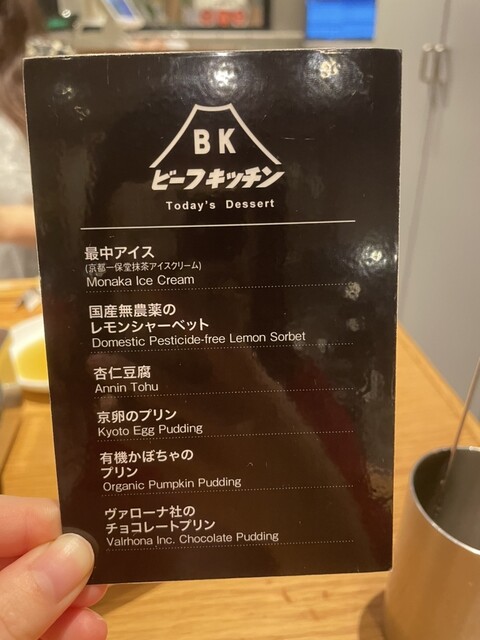 BK
ビーフキッチン
Today's Dessert
最中アイス
(京都一保堂抹茶アイスクリーム)
Monaka Ice Cream
国産無農薬の
レモンシャーベット
Domestic Pesticide-free Lemon Sorbet
杏仁豆腐
Annin Tohu
京卵のプリン
Kyoto Egg Pudding
有機かぼちゃの
プリン
Organic Pumpkin Pudding
ヴァローナ社の
チョコレートプリン
Valrhona Inc. Chocolate Pudding